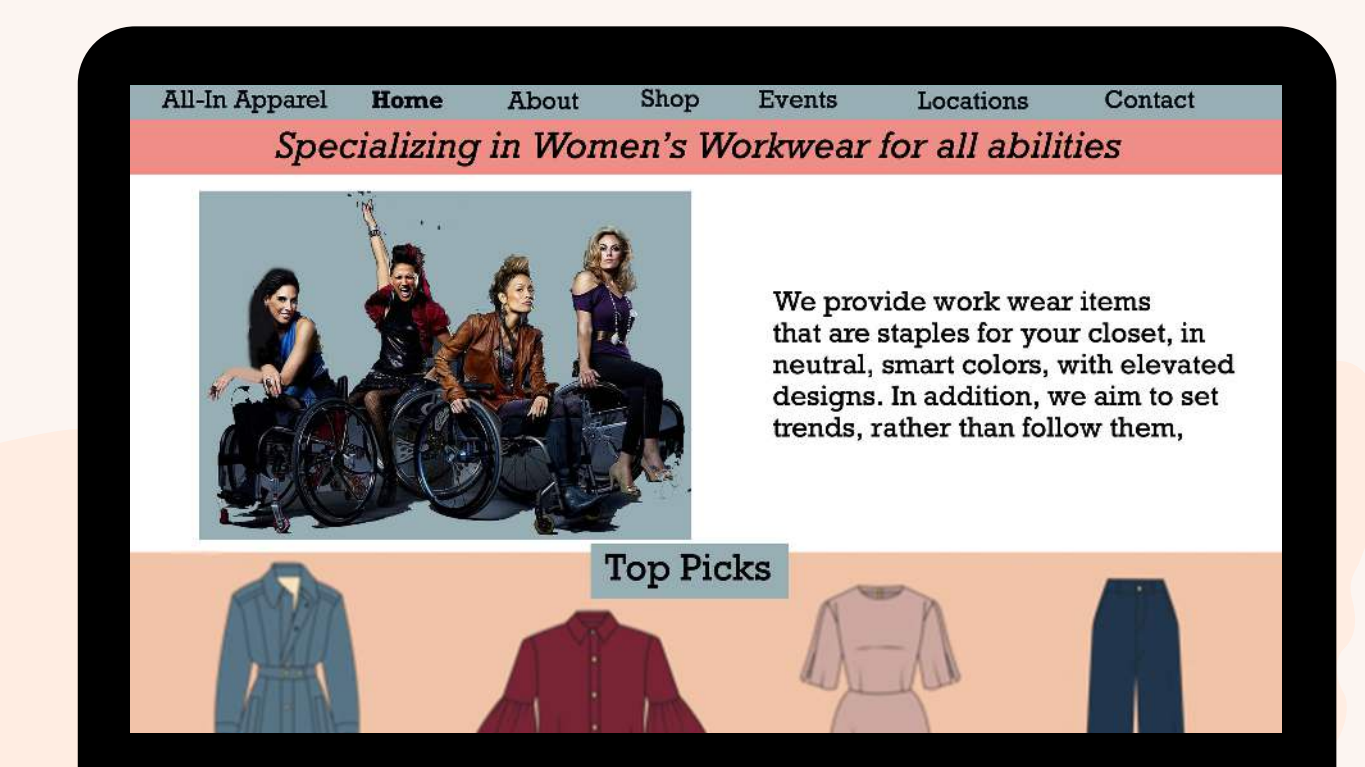 All-In Apparel Home About Shop Events Locations Contact
Specializing in Women's Workwear for all abilities
We provide work wear items
that are staples for your closet, in
neutral, smart colors, with elevated
designs. In addition, we aim to set
trends, rather than follow them,
Top Picks